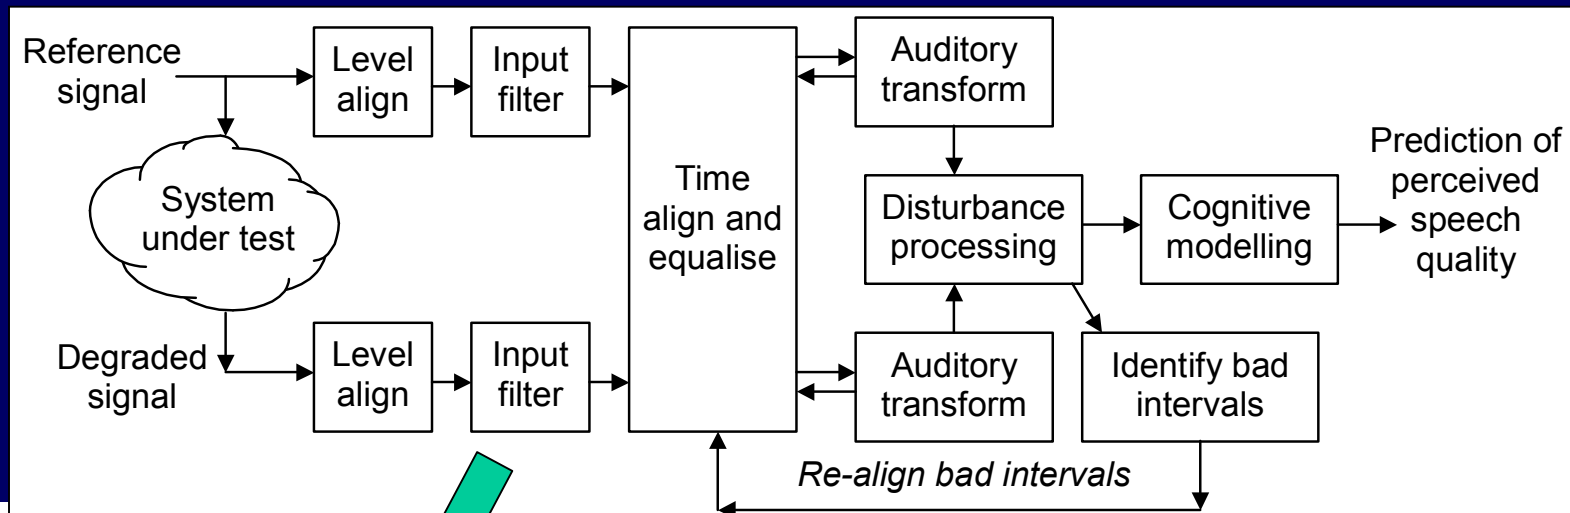 Reference
signal
Level
align
Input
filter
Time
align and
equalise
Auditory
transform
System
under test
Disturbance
processing
Cognitive
modelling
Prediction of
perceived
speech
quality
Degraded
signal
Level
align
Input
filter
Auditory
transform
Identify bad
intervals
Re-align bad intervals